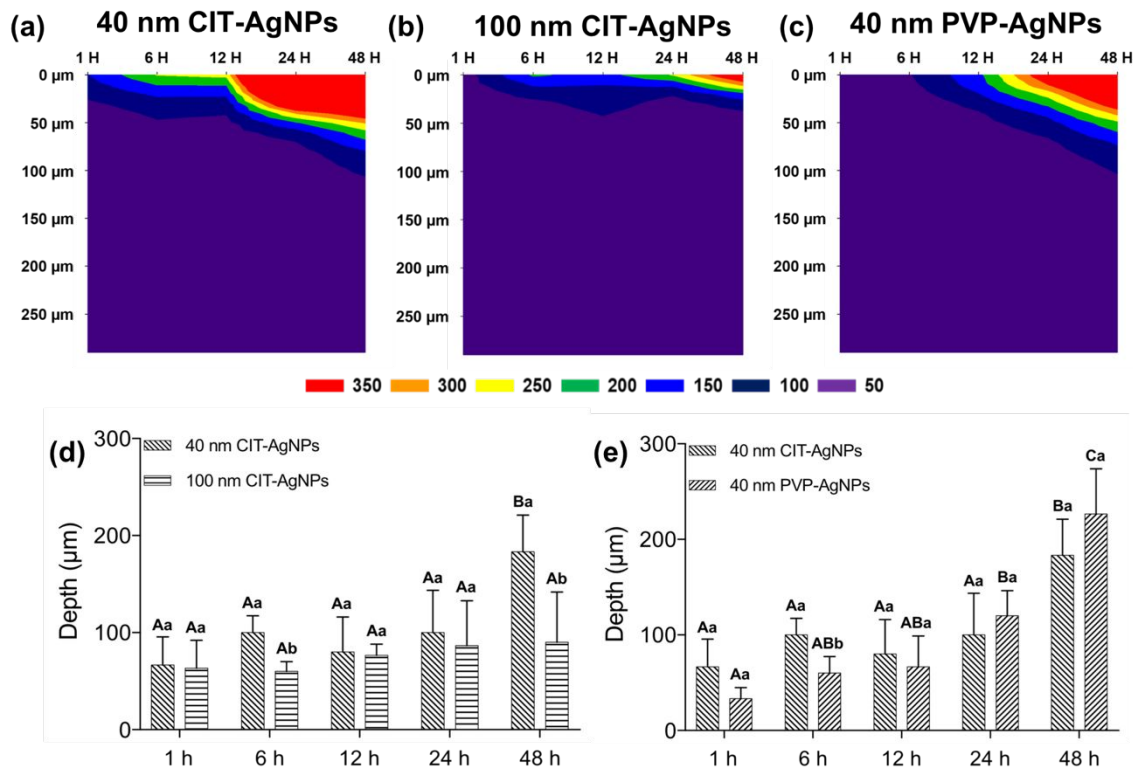 (a) 40 nm CIT-AgNPs
1 H 6 H 12 H 24 H 48 H
0 µm
50 µm
100 µm
150 µm
200 µm
250 µm
(b) 100 nm CIT-AgNPs
1 H 6 H 12 H 24 H 48 H
0 µm
50 µm
100 µm
150 µm
200 µm
250 µm
(c) 40 nm PVP-AgNPs
1 H 6 H 12 H 24 H 48 H
0 µm
50 µm
100 µm
150 µm
200 µm
250 µm
350 300 250 200 150 100 50
(d)
40 nm CIT-AgNPs
100 nm CIT-AgNPs
Depth (µm)
300
200
100
0
Aa Aa Aa Ab Aa Aa Aa Aa Ba Ab
1 h 6 h 12 h 24 h 48 h
(e)
40 nm CIT-AgNPs
40 nm PVP-AgNPs
Depth (µm)
300
200
100
0
Aa Aa Aa ABb Aa ABa Aa Ba Ba Ca
1 h 6 h 12 h 24 h 48 h